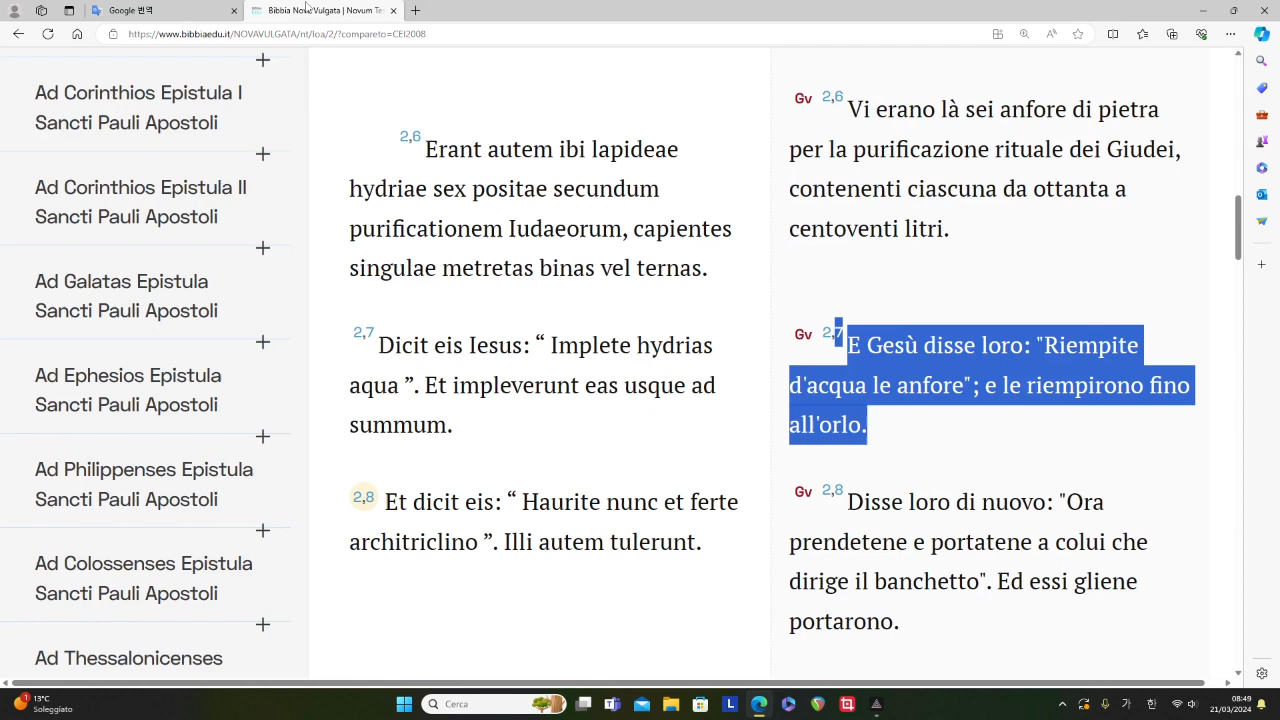 Google 번역
Bibbia Nova Vulgata | Novum Te
https://www.bibbiaedu.it/NOVAVULGATA/nt/Ioa/2/?compareto=CEI2008
Ad Corinthios Epistula I
Sancti Pauli Apostoli
Ad Corinthios Epistula II
Sancti Pauli Apostoli
Ad Galatas Epistula
Sancti Pauli Apostoli
Ad Ephesios Epistula
Sancti Pauli Apostoli
Ad Philippenses Epistula
Sancti Pauli Apostoli
Ad Colossenses Epistula
Sancti Pauli Apostoli
Ad Thessalonicenses
2,6 Erant autem ibi lapideae
hydriae sex positae secundum
purificationem Iudaeorum, capientes
singulae metretas binas vel ternas.
2,7 Dicit eis Iesus: “ Implete hydrias
aqua ”. Et impleverunt eas usque ad
summum.
2,8 Et dicit eis: “ Haurite nunc et ferte
architriclino ”. Illi autem tulerunt.
Gv 2,6 Vi erano là sei anfore di pietra
per la purificazione rituale dei Giudei,
contenenti ciascuna da ottanta a
centoventi litri.
Gv 2,7 E Gesù disse loro: "Riempite
d'acqua le anfore"; e le riempirono fino
all'orlo.
Gv 2,8 Disse loro di nuovo: "Ora
prendetene e portatene a colui che
dirige il banchetto". Ed essi gliene
portarono.
1
13°C
Soleggiato
Cerca
가
한
08:49
21/03/2024